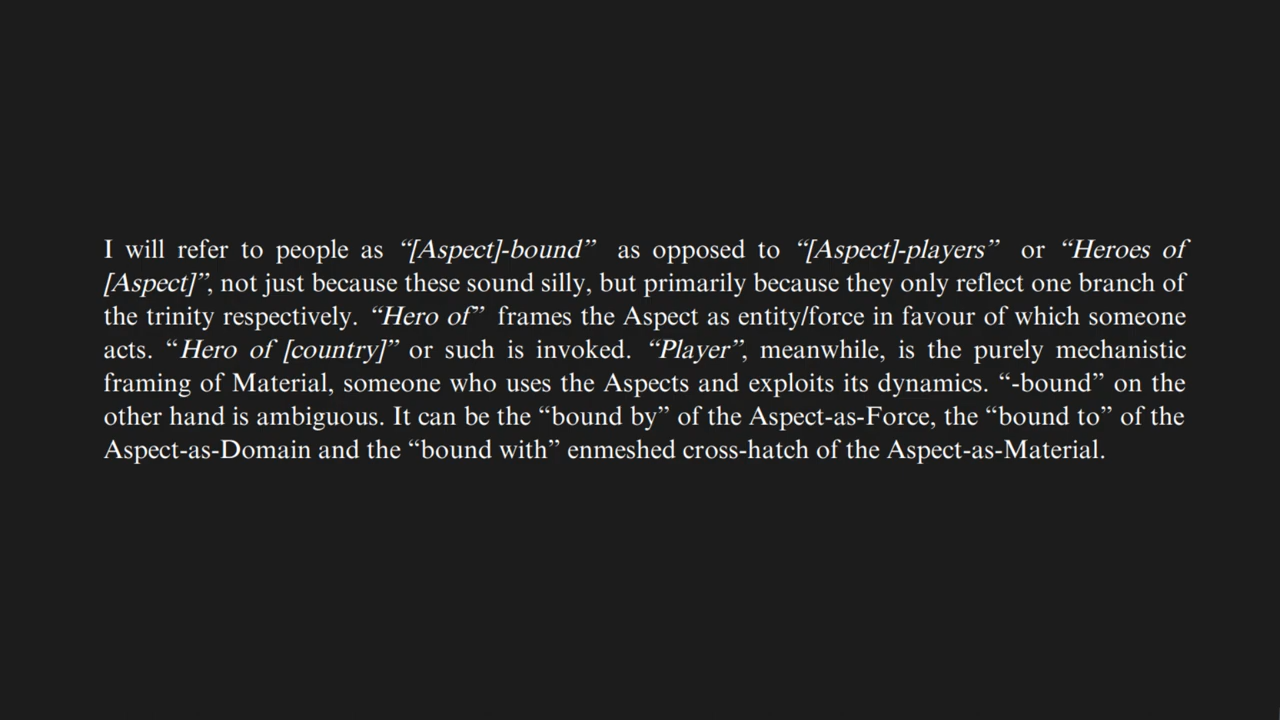 I will refer to people as “[Aspect]-bound” as opposed to “[Aspect]-players” or “Heroes of
[Aspect]”, not just because these sound silly, but primarily because they only reflect one branch of
the trinity respectively. “Hero of” frames the Aspect as entity/force in favour of which someone
acts. “Hero of [country]” or such is invoked. “Player”, meanwhile, is the purely mechanistic
framing of Material, someone who uses the Aspects and exploits its dynamics. “-bound” on the
other hand is ambiguous. It can be the “bound by” of the Aspect-as-Force, the “bound to” of the
Aspect-as-Domain and the “bound with” enmeshed cross-hatch of the Aspect-as-Material.